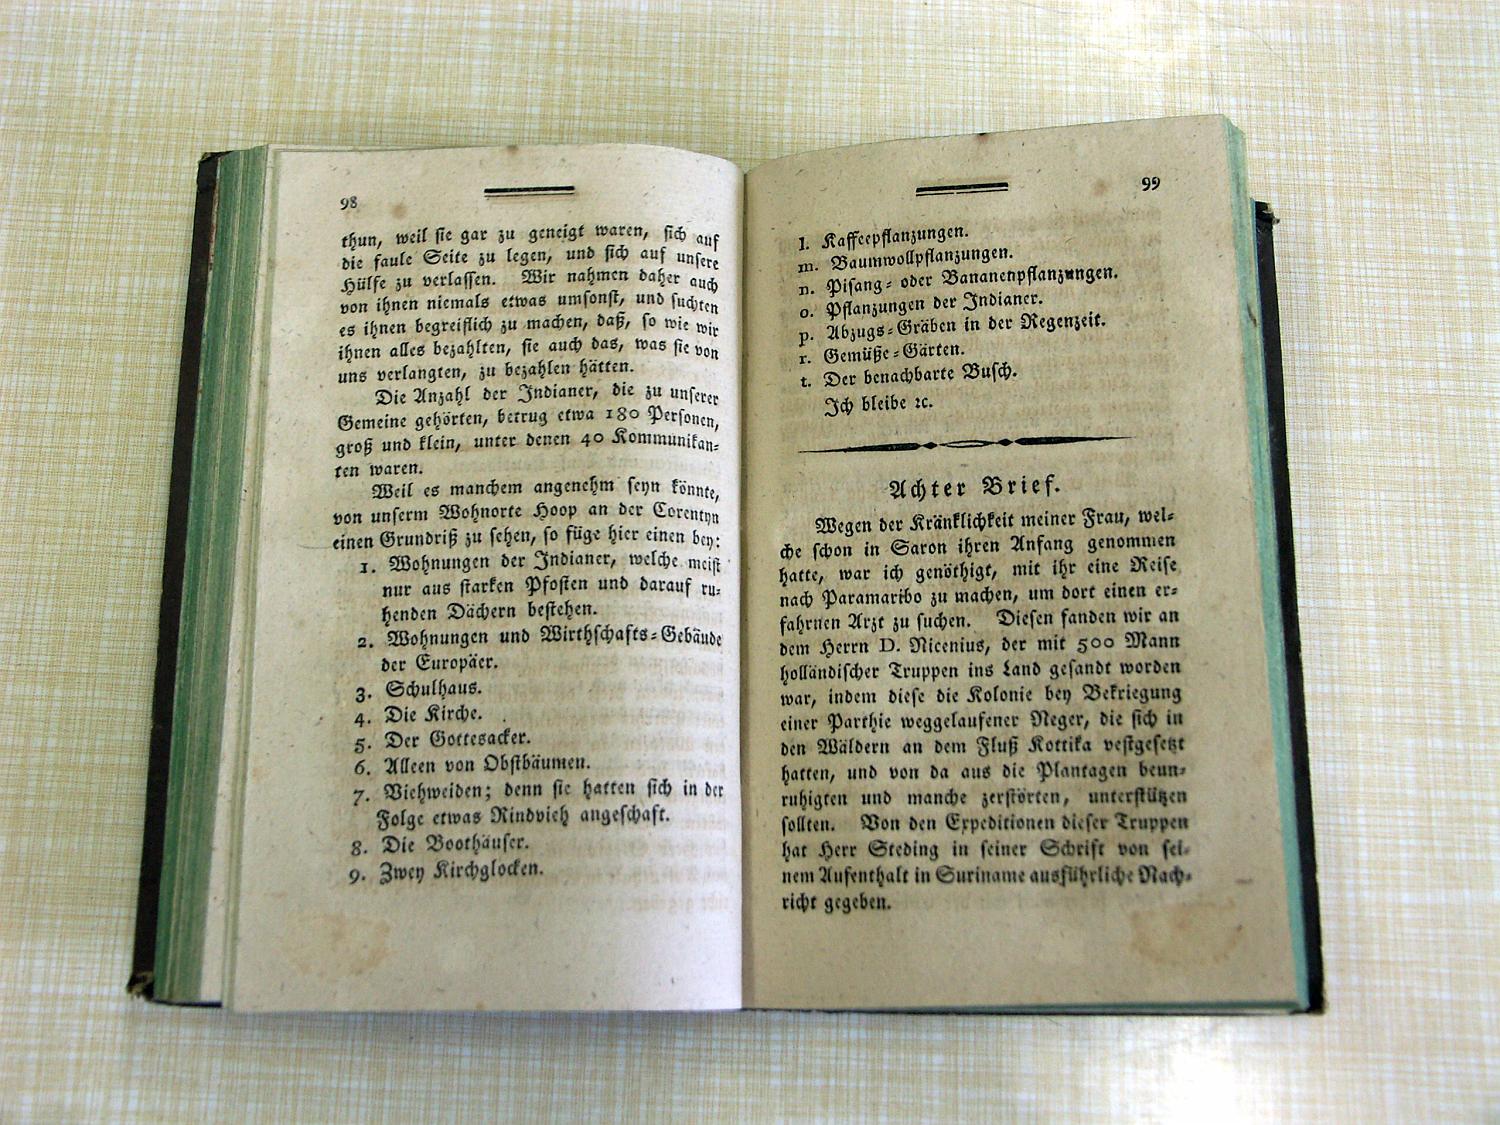 98
thun, weil sie gar zu geneigt waren, sich auf
die faule Seite zu legen, und sich auf unsere
Hülfe zu verlassen. Wir nahmen daher auch
von ihnen niemals etwas umsonst, und suchten
es ihnen begreiflich zu machen, daß, so wie wir
ihnen alles bezahlten, sie auch das, was sie von
uns verlangten, zu bezahlen hätten.
Die Anzahl der Indianer, die zu unserer
Gemeine gehörten, betrug etwa 180 Personen,
groß und klein, unter denen 40 Kommunikan-
ten waren.
Weil es manchem angenehm seyn könnte,
von unserm Wohnorte Hoop an der Corentyn
einen Grundriß zu sehen, so füge hier einen bey:
1. Wohnungen der Indianer, welche meist
nur aus starken Pfosten und darauf ru-
henden Dächern bestehen.
2. Wohnungen und Wirthschafts-Gebäude
der Europäer.
3. Schulhaus.
4. Die Kirche.
5. Der Gottesacker.
6. Alleen von Obstbäumen.
7. Viehweiden; denn sie hatten sich in der
Folge etwas Rindvieh angeschaft.
8. Die Boothäuser.
9. Zwey Kirchglocken.
99
l. Kaffeepflanzungen.
m. Baumwollpflanzungen.
n. Pisang- oder Bananenpflanzungen.
o. Pflanzungen der Indianer.
p. Abzugs-Gräben in der Regenzeit.
r. Gemüße-Gärten.
t. Der benachbarte Busch.
Ich bleibe ꝛc.
Achter Brief.
Wegen der Kränklichkeit meiner Frau, wel-
che schon in Saron ihren Anfang genommen
hatte, war ich genöthigt, mit ihr eine Reise
nach Paramaribo zu machen, um dort einen er-
fahrnen Arzt zu suchen. Diesen fanden wir an
dem Herrn D. Nicenius, der mit 500 Mann
holländischer Truppen ins Land gesandt worden
war, indem diese die Kolonie bey Bekriegung
einer Parthie weggelaufener Neger, die sich in
den Wäldern an dem Fluß Kottika vestgesetzt
hatten, und von da aus die Plantagen beun-
ruhigten und manche zerstörten, unterstützen
sollten. Von den Expeditionen dieser Truppen
hat Herr Steding in seiner Schrift von sei-
nem Aufenthalt in Suriname ausführliche Nach-
richt gegeben.